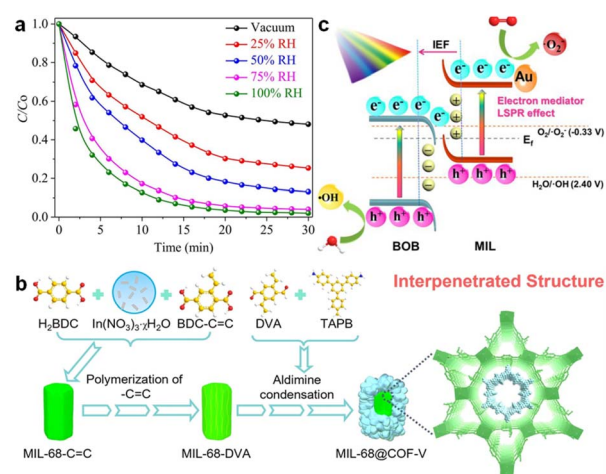 a
C/Co
1.0
0.8
0.6
0.4
0.2
0.0
Vacuum
25% RH
50% RH
75% RH
100% RH
0 5 10 15 20 25 30
Time (min)
c
IEF
·O₂⁻
e⁻ e⁻
Au
Electron mediator
LSPR effect
e⁻ e⁻ e⁻
O₂/·O₂⁻ (-0.33 V)
E_f
H₂O/·OH (2.40 V)
·OH
h⁺ h⁺
h⁺ h⁺
BOB
MIL
b
H₂BDC
In(NO₃)₃·χH₂O
BDC-C=C
DVA
TAPB
Interpenetrated Structure
Polymerization of
-C=C
Aldimine
condensation
MIL-68-C=C
MIL-68-DVA
MIL-68@COF-V